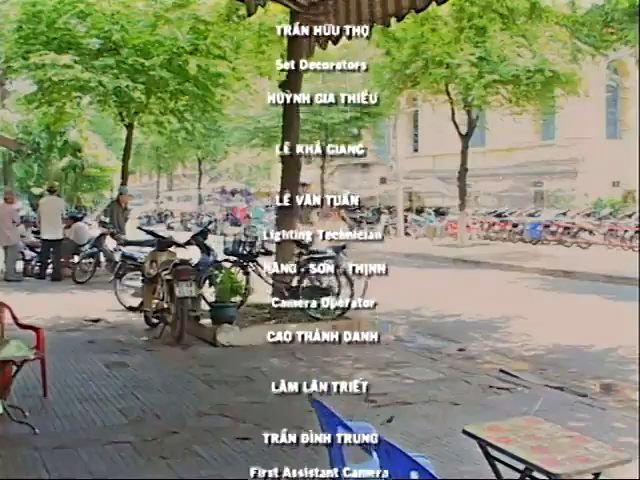 TRẦN HỮU THỌ
Set Decorators
HUỲNH GIA THIỀU
LÊ KHẢ GIANG
LÊ VĂN TUẤN
Lighting Technician
HÀNG - SƠN - THỊNH
Camera Operator
CAO THÀNH DANH
LÂM LÂN TRIẾT
TRẦN ĐÌNH TRUNG
First Assistant Camera